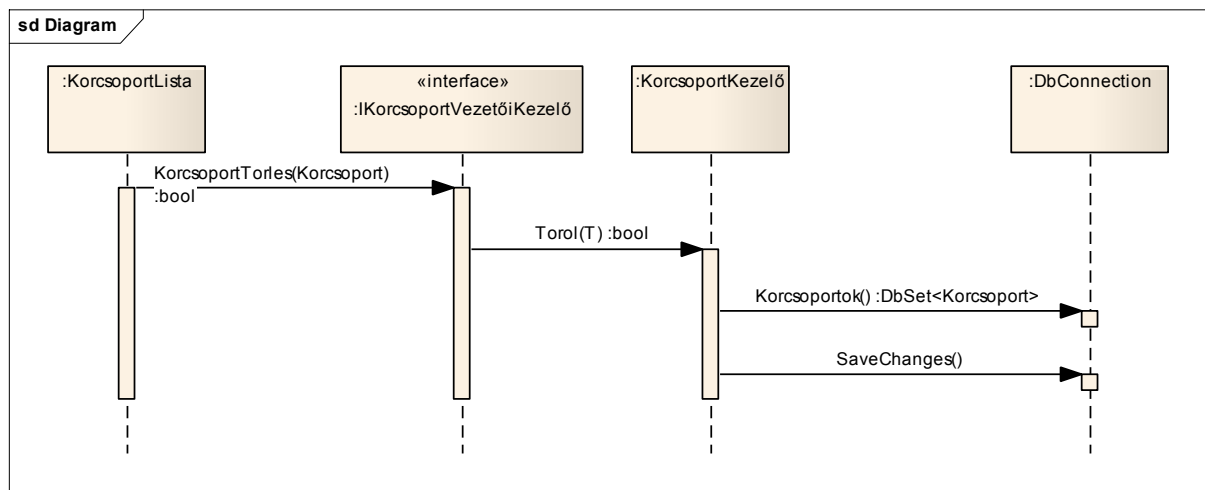 sd Diagram
:KorcsoportLista
«interface»
:IKorcsoportVezetőiKezelő
:KorcsoportKezelő
:DbConnection
KorcsoportTorles(Korcsoport)
:bool
Torol(T) :bool
Korcsoportok() :DbSet<Korcsoport>
SaveChanges()